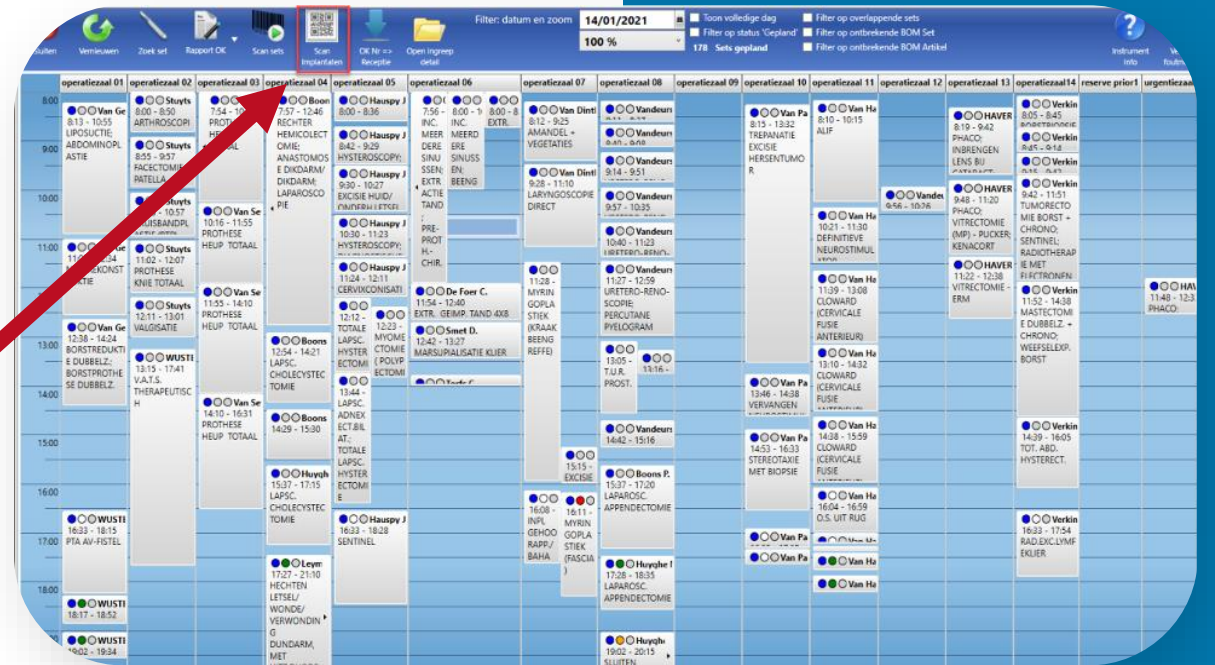 sluiten Vernieuwen Zoek set Rapport OK Scan sets Scan Implantaten OK Nr => Receptie Open ingreep detail
Filter: datum en zoom 14/01/2021
100 %
Toon volledige dag
Filter op status 'Gepland'
178 Sets gepland
Filter op overlappende sets
Filter op ontbrekende BOM Set
Filter op ontbrekende BOM Artikel
Instrument Info
operatiezaal 01 operatiezaal 02 operatiezaal 03 operatiezaal 04 operatiezaal 05 operatiezaal 06 operatiezaal 07 operatiezaal 08 operatiezaal 09 operatiezaal 10 operatiezaal 11 operatiezaal 12 operatiezaal 13 operatiezaal14 reserve prior1 urgentiezaa
8:00
9:00
10:00
11:00
13:00
14:00
15:00
16:00
17:00
18:00
Van Ge
8:13 - 10:55
LIPOSUCTIE;
ABDOMINOPL
ASTIE
Van Ge
12:38 - 14:24
BORSTREDUKTI
E DUBBELZ.;
BORSTPROTHE
SE DUBBELZ.
WUSTI
16:33 - 18:15
PTA AV-FISTEL
WUSTI
18:17 - 18:52
WUSTI
19:02 - 19:34
Stuyts
8:00 - 8:50
ARTHROSCOPI
Stuyts
8:55 - 9:57
FACECTOMIE
PATELLA
Stuyts
10:57
Stuyts
11:02 - 12:07
PROTHESE
KNIE TOTAAL
Stuyts
12:11 - 13:01
VALGISATIE
WUSTI
13:15 - 17:41
V.A.T.S.
THERAPEUTISC
H
Van Se
10:16 - 11:55
PROTHESE
HEUP TOTAAL
Van Se
11:55 - 14:10
PROTHESE
HEUP TOTAAL
Van Se
14:10 - 16:31
PROTHESE
HEUP TOTAAL
Boon
7:57 - 12:46
RECHTER
HEMICOLECT
OMIE;
ANASTOMOS
E DIKDARM/
DIKDARM;
LAPAROSCO
PIE
Boons
12:54 - 14:21
LAPSC.
CHOLECYSTEC
TOMIE
Boons
14:29 - 15:30
Huygh
15:37 - 17:15
LAPSC.
CHOLECYSTEC
TOMIE
Leym
17:27 - 21:10
HECHTEN
LETSEL/
WONDE/
VERWONDIN
G
DUNDARM,
MET
Hauspy J
8:00 - 8:36
Hauspy J
8:42 - 9:29
HYSTEROSCOPY;
Hauspy J
9:30 - 10:27
EXCISIE HUID/
ONDERH.LETSEL
Hauspy J
10:30 - 11:23
HYSTEROSCOPY;
Hauspy J
11:24 - 12:11
CERVIXCONISATI
12:12 -
TOTALE
LAPSC.
HYSTER
ECTOMI
12:23 -
MYOME
CTOMIE
( POLYP
ECTOMI
13:44 -
LAPSC.
ADNEX
ECT.BIL
AT.;
TOTALE
LAPSC.
HYSTER
ECTOMI
E
Hauspy J
16:33 - 18:28
SENTINEL
7:56 -
INC.
MEER
DERE
SINU
SSEN;
EXTR
ACTIE
TAND
;
PRE-
PROT
H.-
CHIR.
8:00 -
INC.
MEERD
ERE
SINUSS
EN;
BEENG
8:00 - 8
EXTR.
De Foer C.
11:54 - 12:40
EXTR. GEIMP. TAND 4X8
Smet D.
12:42 - 13:27
MARSUPIALISATIE KLIER
Van Dintl
8:12 - 9:25
AMANDEL +
VEGETATIES
Van Dintl
9:28 - 11:10
LARYNGOSCOPIE
DIRECT
11:28 -
MYRIN
GOPLA
STIEK
(KRAAK
BEENG
REFFE)
15:15 -
EXCISIE
16:08 -
INPL
GEHOO
RAPP./
BAHA
16:11 -
MYRIN
GOPLA
STIEK
(FASCIA
)
Vandeurs
Vandeurs
Vandeurs
9:14 - 9:51
Vandeurs
9:57 - 10:35
Vandeurs
10:40 - 11:23
URETERO-RENO-
Vandeurs
11:27 - 12:59
URETERO-RENO-
SCOPIE;
PERCUTANE
PYELOGRAM
13:05 -
T.U.R.
PROST.
13:16 -
Vandeurs
14:42 - 15:16
Boons P.
15:37 - 17:20
LAPAROSC.
APPENDECTOMIE
Huyghe
17:28 - 18:35
LAPAROSC.
APPENDECTOMIE
Huygh
19:02 - 20:15
SLUITEN
Van Pa
8:15 - 13:32
TREPANATIE
EXCISIE
HERSENTUMO
R
Van Pa
13:46 - 14:38
VERVANGEN
Van Pa
14:53 - 16:33
STEREOTAXIE
MET BIOPSIE
Van Pa
Van Pa
Van Ha
8:10 - 10:15
ALIF
Van Ha
10:21 - 11:30
DEFINITIEVE
NEUROSTIMUL
Van Ha
11:39 - 13:08
CLOWARD
(CERVICALE
FUSIE
ANTERIEUR)
Van Ha
13:10 - 14:32
CLOWARD
(CERVICALE
FUSIE
Van Ha
14:38 - 15:59
CLOWARD
(CERVICALE
FUSIE
Van Ha
16:04 - 16:59
O.S. UIT RUG
Van Ha
Van Ha
Vandeu
9:56 - 10:26
HAVER
8:19 - 9:42
PHACO;
INBRENGEN
LENS BIJ
CATARACT
HAVER
9:48 - 11:20
PHACO;
VITRECTOMIE
(MP) - PUCKER;
KENACORT
HAVER
11:22 - 12:38
VITRECTOMIE -
ERM
Verkin
8:05 - 8:45
Verkin
8:45 - 9:14
Verkin
Verkin
9:42 - 11:51
TUMORECTO
MIE BORST +
CHRONO;
SENTINEL;
RADIOTHERAP
IE MET
ELECTRONEN
Verkin
11:52 - 14:38
MASTECTOMI
E DUBBELZ. +
CHRONO;
WEEFSELEXP.
BORST
Verkin
14:39 - 16:05
TOT. ABD.
HYSTERECT.
Verkin
16:33 - 17:54
RAD.EXC.LYMF
EKLIER
HAV
11:48 - 12:3
PHACO;